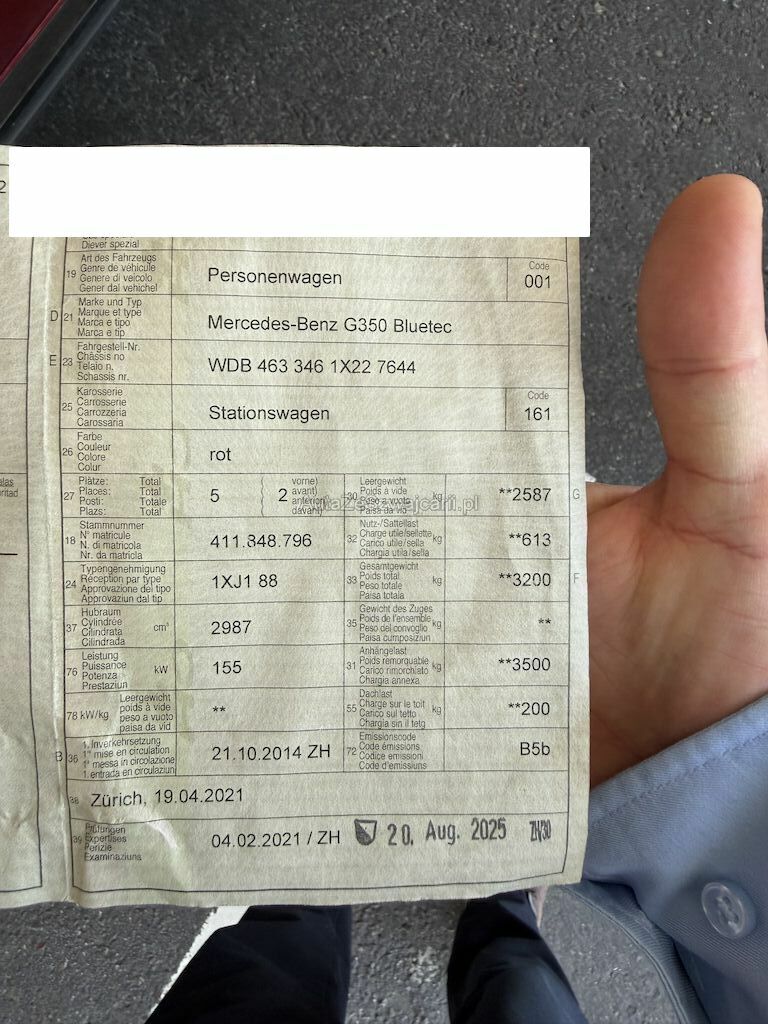 2
Diever spezial
19 Art des Fahrzeugs
Genre de véhicule
Genere di veicolo
Gener dal vehichel
Personenwagen
Code
001
D 21 Marke und Typ
Marque et type
Marca e tipo
Marca e tip
Mercedes-Benz G350 Bluetec
E 23 Fahrgestell-Nr.
Châssis no
Telaio n.
Schassis nr.
WDB 463 346 1X22 7644
25 Karosserie
Carrosserie
Carrozzeria
Carossaria
Stationswagen
Code
161
26 Farbe
Couleur
Colore
Colur
rot
27 Plätze: Total
Places: Total
Posti: Totale
Plazs: Total
5
2
vorne)
avant)
anteriori)
davant)
30 Leergewicht
Poids à vide
Peso a vuoto
Paisa da vid
kg
**2587
G
18 Stammnummer
N° matricule
N. di matricola
Nr. da matricla
411.848.796
32 Nutz-/Sattellast
Charge utile/sellette
Carico utile/sella
Chargia utila/sella
kg
**613
24 Typengenehmigung
Réception par type
Approvazione del tipo
Approvaziun dal tip
1XJ1 88
33 Gesamtgewicht
Poids total
Peso totale
Paisa totala
kg
**3200
F
37 Hubraum
Cylindrée
Cilindrata
Cilindrada
cm³
2987
35 Gewicht des Zuges
Poids de l'ensemble
Peso del convoglio
Paisa cumposiziun
kg
**
76 Leistung
Puissance
Potenza
Prestaziun
kW
155
31 Anhängelast
Poids remorquable
Carico rimorchiato
Chargia annexa
kg
**3500
78 kW/kg
Leergewicht
poids à vide
peso a vuoto
paisa da vid
**
55 Dachlast
Charge sur le toit
Carico sul tetto
Chargia sin il tetg
kg
**200
B 36 1. Inverkehrsetzung
1re mise en circulation
1a messa in circolazione
1. entrada en circulaziun
21.10.2014 ZH
72 Emissionscode
Code émissions
Codice emissioni
Code d'emissiuns
B5b
38 Zürich, 19.04.2021
39 Prüfungen
Expertises
Perizie
Examinaziuns
04.02.2021 / ZH
20. Aug. 2025 ZH/30